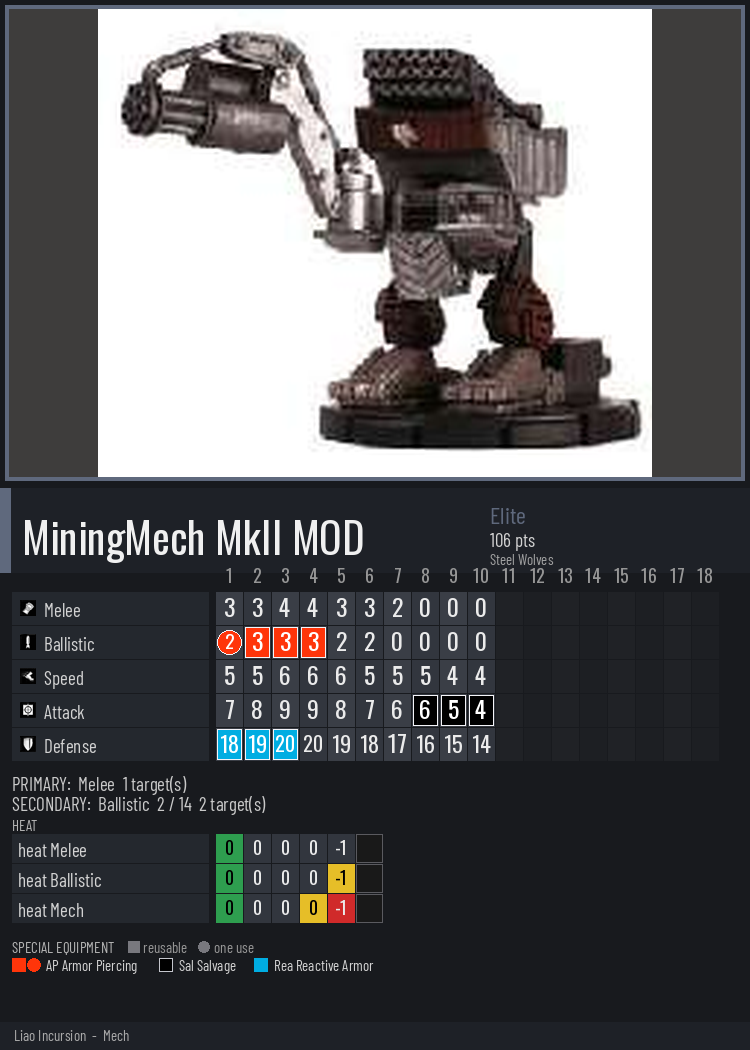 MiningMech MkII MOD
Elite
106 pts
Steel Wolves
1 2 3 4 5 6 7 8 9 10 11 12 13 14 15 16 17 18
Melee 3 3 4 4 3 3 2 0 0 0
Ballistic 2 3 3 3 2 2 0 0 0 0
Speed 5 5 6 6 6 5 5 5 4 4
Attack 7 8 9 9 8 7 6 6 5 4
Defense 18 19 20 20 19 18 17 16 15 14
PRIMARY: Melee 1 target(s)
SECONDARY: Ballistic 2 / 14 2 target(s)
HEAT
heat Melee 0 0 0 0 -1
heat Ballistic 0 0 0 0 -1
heat Mech 0 0 0 0 -1
SPECIAL EQUIPMENT reusable one use
AP Armor Piercing Sal Salvage Rea Reactive Armor
Liao Incursion - Mech